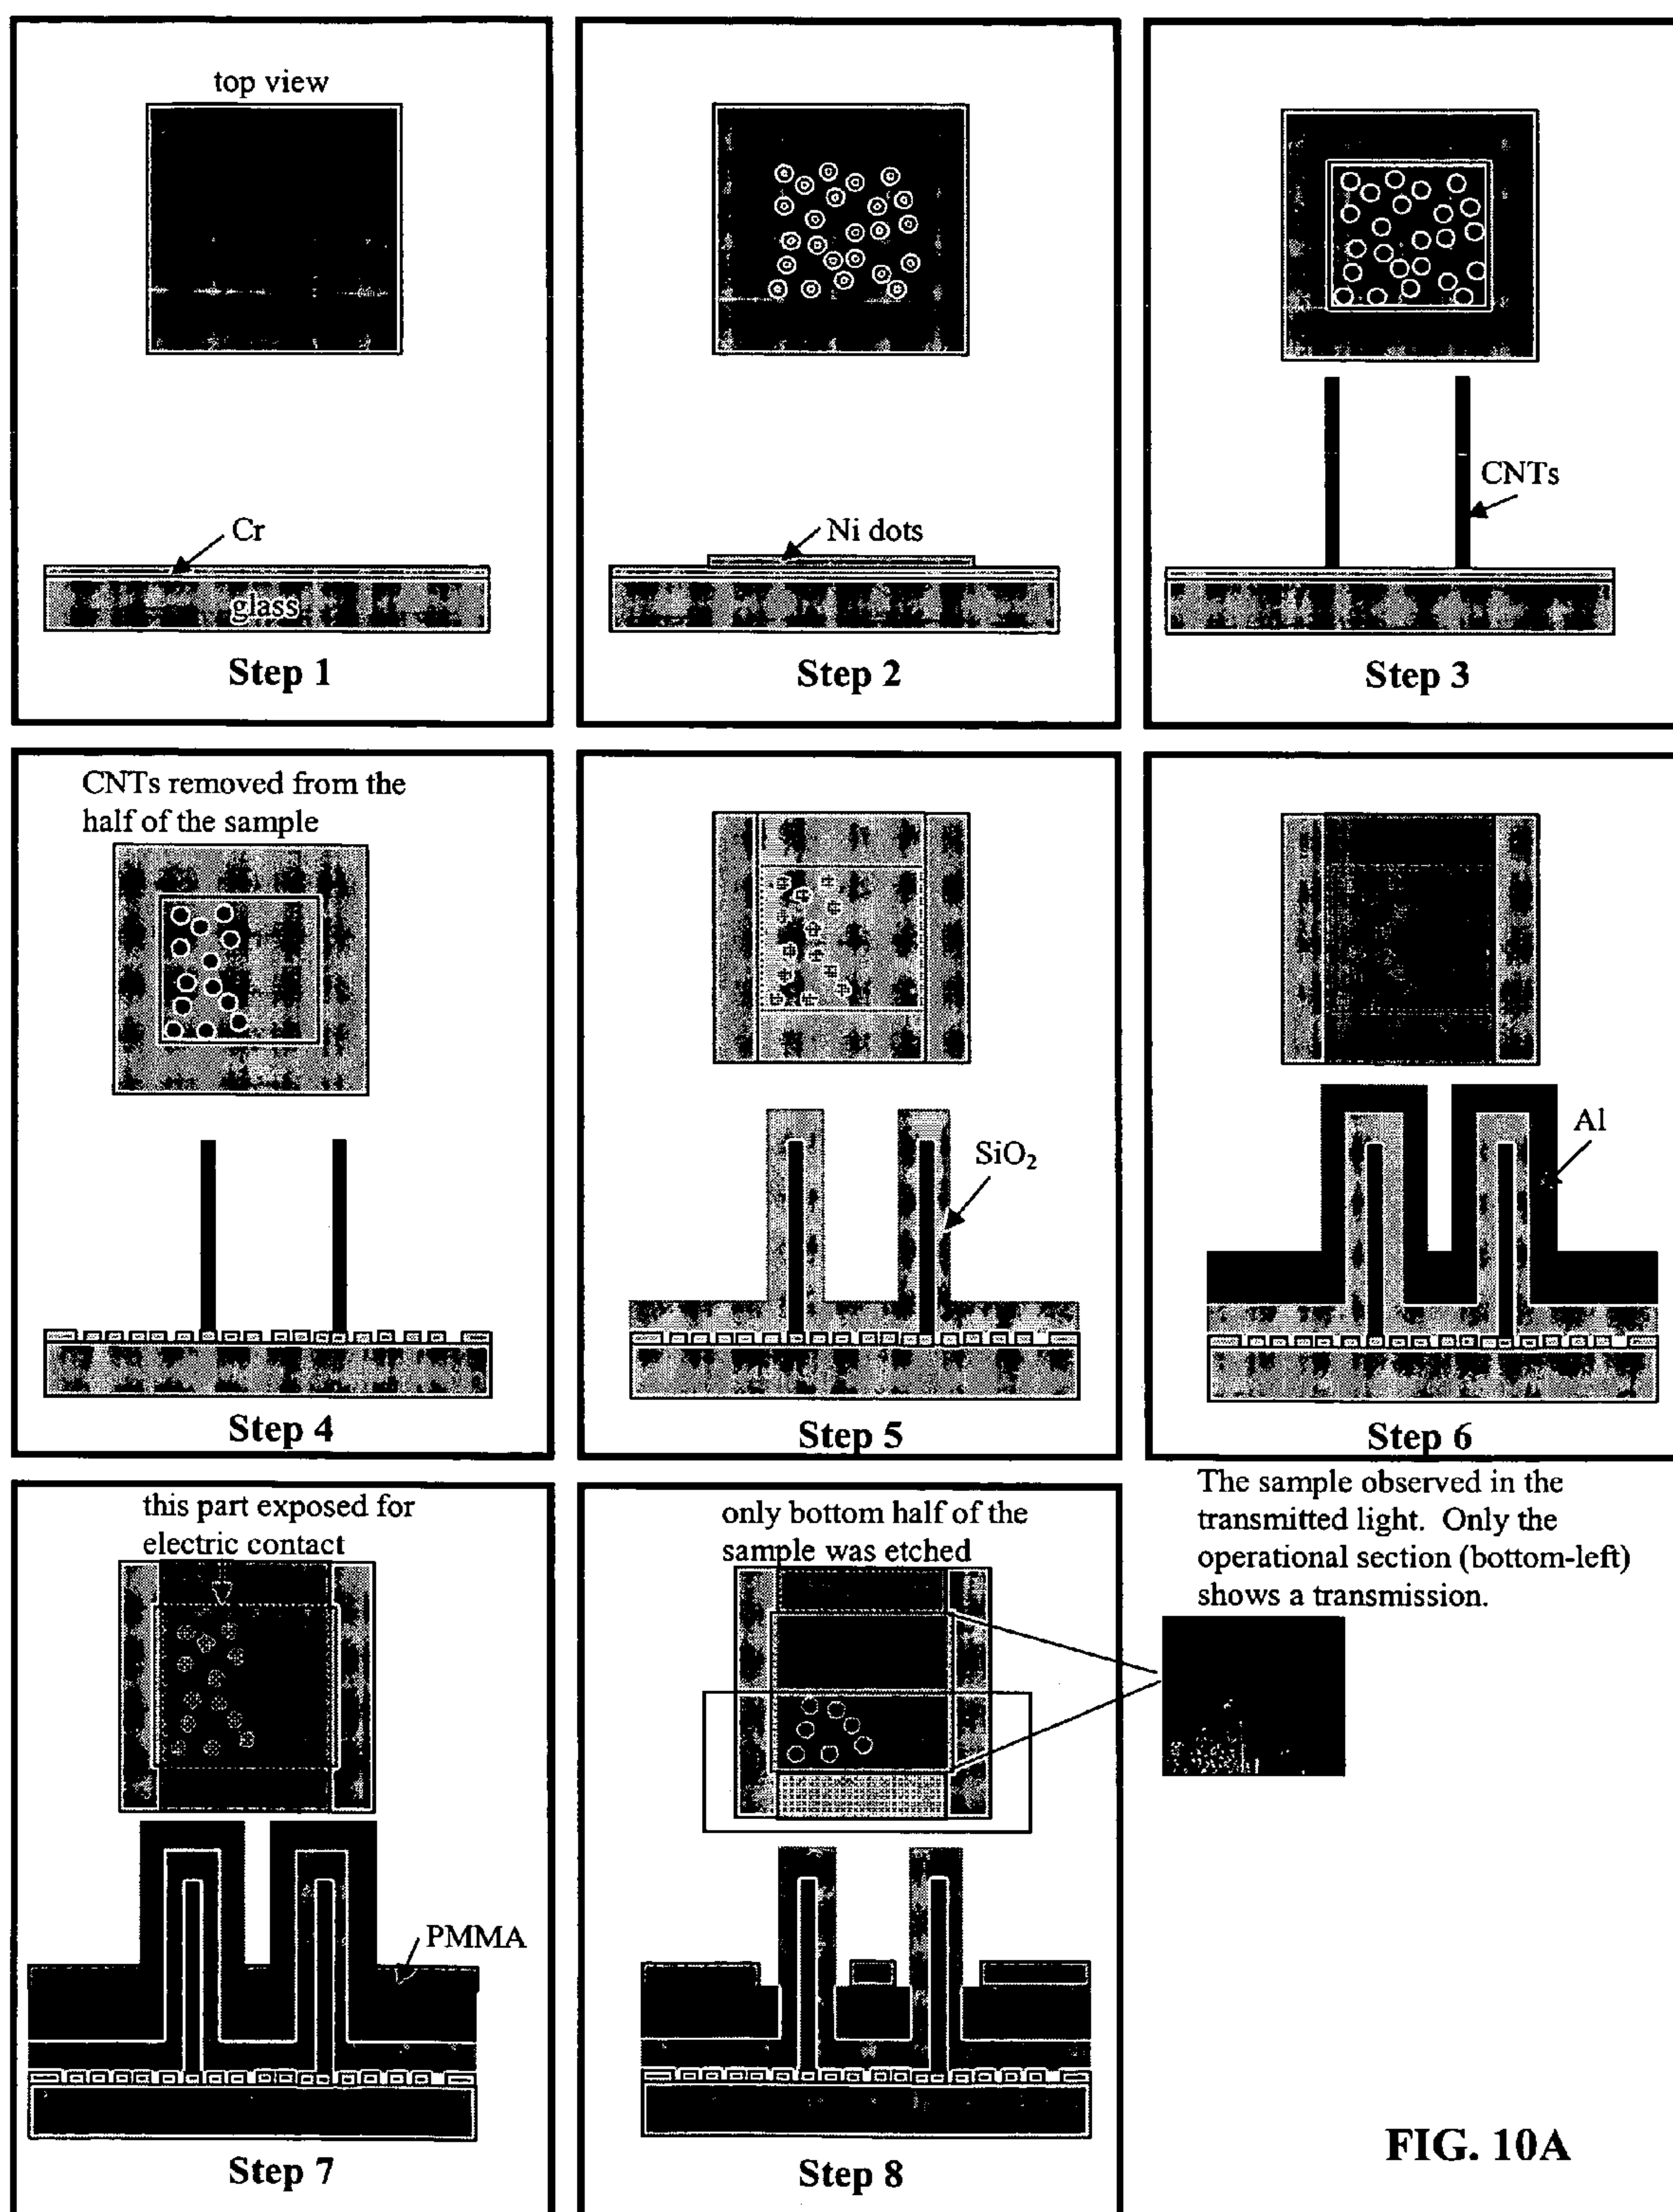 top view
Cr
glass
Step 1
Ni dots
Step 2
CNTs
Step 3
CNTs removed from the
half of the sample
Step 4
SiO₂
Step 5
Al
Step 6
this part exposed for
electric contact
PMMA
Step 7
only bottom half of the
sample was etched
Step 8
The sample observed in the
transmitted light. Only the
operational section (bottom-left)
shows a transmission.
FIG. 10A